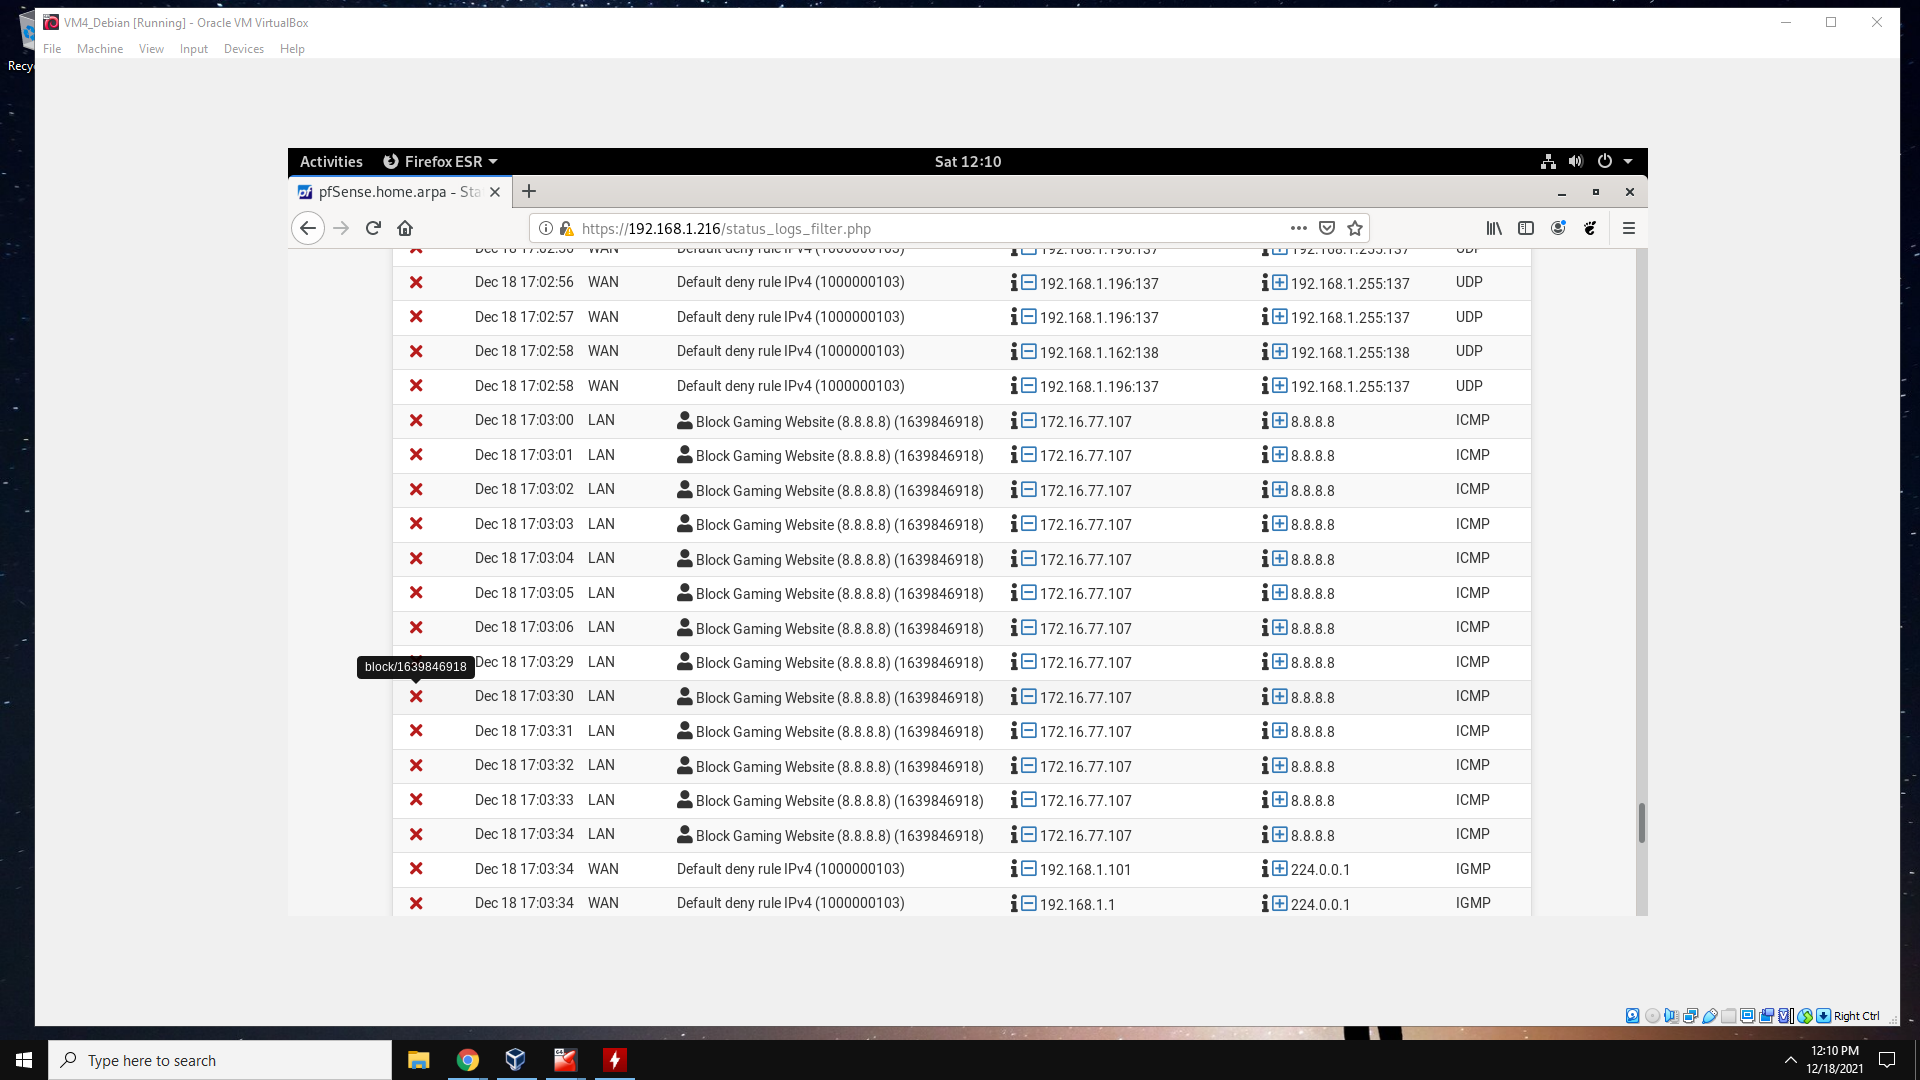 VM4_Debian [Running] - Oracle VM VirtualBox
File Machine View Input Devices Help
Activities Firefox ESR Sat 12:10
pfSense.home.arpa - Sta
https://192.168.1.216/status_logs_filter.php
Default deny rule IPv4 (1000000103) 192.168.1.196:137 192.168.1.255:137 UDP
Dec 18 17:02:56 WAN Default deny rule IPv4 (1000000103) 192.168.1.196:137 192.168.1.255:137 UDP
Dec 18 17:02:57 WAN Default deny rule IPv4 (1000000103) 192.168.1.196:137 192.168.1.255:137 UDP
Dec 18 17:02:58 WAN Default deny rule IPv4 (1000000103) 192.168.1.162:138 192.168.1.255:138 UDP
Dec 18 17:02:58 WAN Default deny rule IPv4 (1000000103) 192.168.1.196:137 192.168.1.255:137 UDP
Dec 18 17:03:00 LAN Block Gaming Website (8.8.8.8) (1639846918) 172.16.77.107 8.8.8.8 ICMP
Dec 18 17:03:01 LAN Block Gaming Website (8.8.8.8) (1639846918) 172.16.77.107 8.8.8.8 ICMP
Dec 18 17:03:02 LAN Block Gaming Website (8.8.8.8) (1639846918) 172.16.77.107 8.8.8.8 ICMP
Dec 18 17:03:03 LAN Block Gaming Website (8.8.8.8) (1639846918) 172.16.77.107 8.8.8.8 ICMP
Dec 18 17:03:04 LAN Block Gaming Website (8.8.8.8) (1639846918) 172.16.77.107 8.8.8.8 ICMP
Dec 18 17:03:05 LAN Block Gaming Website (8.8.8.8) (1639846918) 172.16.77.107 8.8.8.8 ICMP
Dec 18 17:03:06 LAN Block Gaming Website (8.8.8.8) (1639846918) 172.16.77.107 8.8.8.8 ICMP
block/1639846918 Dec 18 17:03:29 LAN Block Gaming Website (8.8.8.8) (1639846918) 172.16.77.107 8.8.8.8 ICMP
Dec 18 17:03:30 LAN Block Gaming Website (8.8.8.8) (1639846918) 172.16.77.107 8.8.8.8 ICMP
Dec 18 17:03:31 LAN Block Gaming Website (8.8.8.8) (1639846918) 172.16.77.107 8.8.8.8 ICMP
Dec 18 17:03:32 LAN Block Gaming Website (8.8.8.8) (1639846918) 172.16.77.107 8.8.8.8 ICMP
Dec 18 17:03:33 LAN Block Gaming Website (8.8.8.8) (1639846918) 172.16.77.107 8.8.8.8 ICMP
Dec 18 17:03:34 LAN Block Gaming Website (8.8.8.8) (1639846918) 172.16.77.107 8.8.8.8 ICMP
Dec 18 17:03:34 WAN Default deny rule IPv4 (1000000103) 192.168.1.101 224.0.0.1 IGMP
Dec 18 17:03:34 WAN Default deny rule IPv4 (1000000103) 192.168.1.1 224.0.0.1 IGMP
Right Ctrl
Type here to search
12:10 PM
12/18/2021